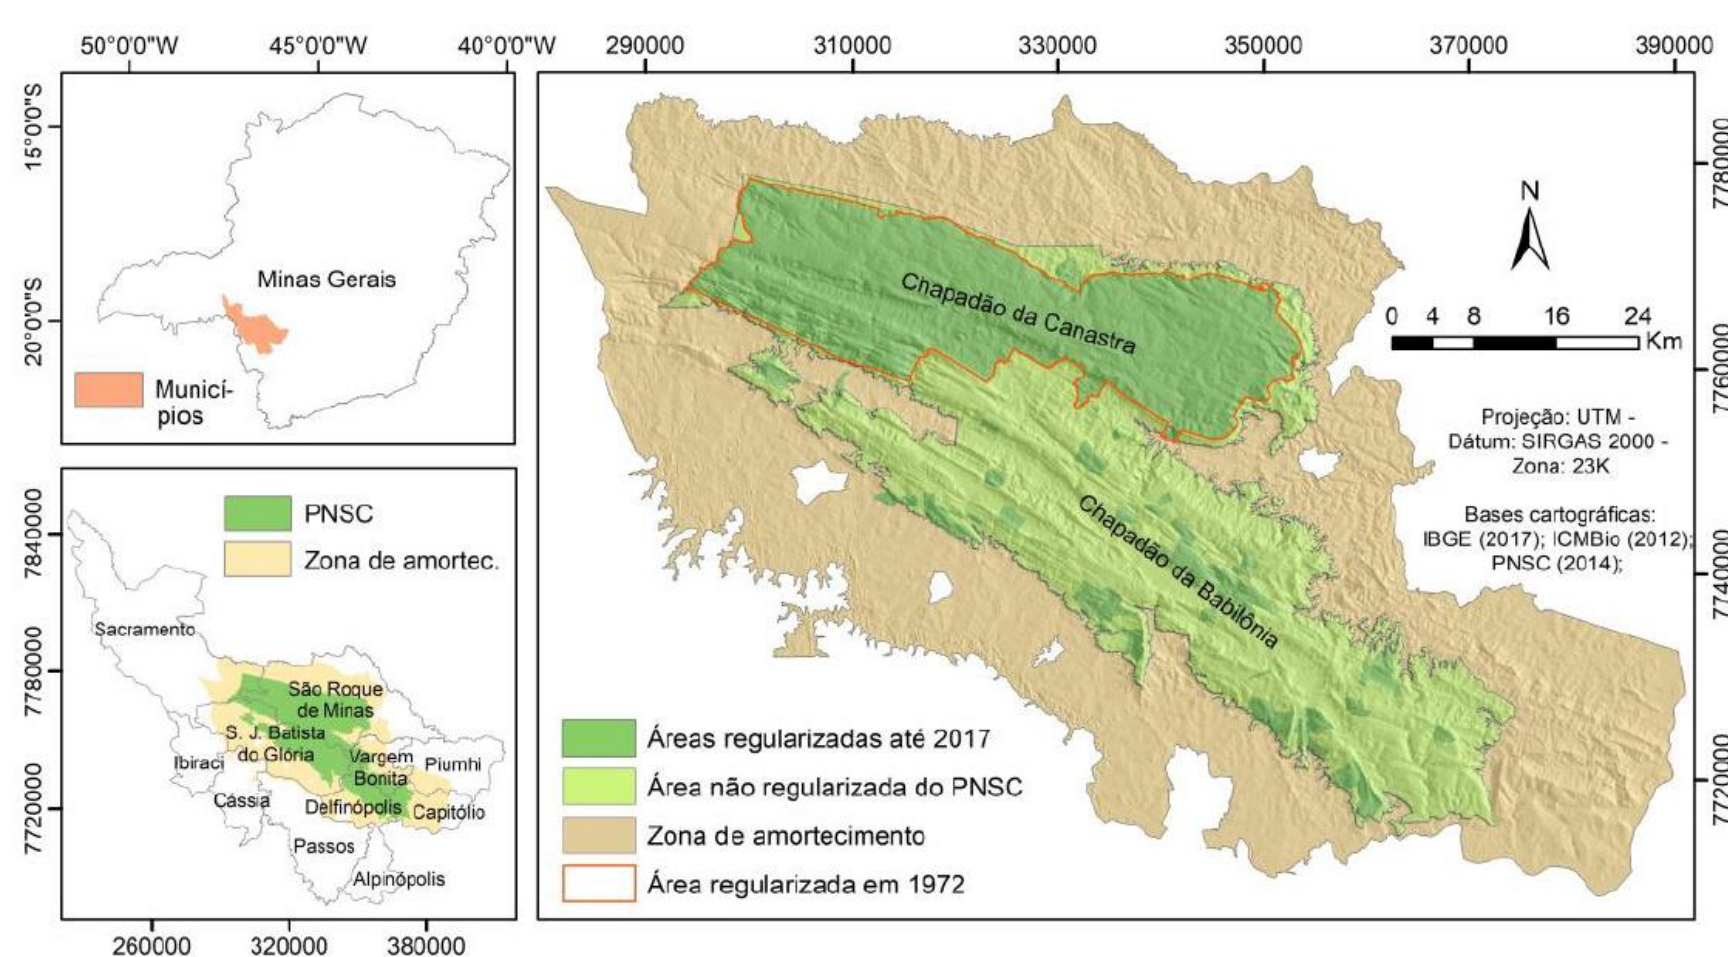 50°0'0"W 45°0'0"W 40°0'0"W
15°0'0"S
20°0'0"S
Minas Gerais
Municí-
pios
7840000
7780000
7720000
PNSC
Zona de amortec.
Sacramento
São Roque
de Minas
S. J. Batista
do Glória
Ibiraci
Vargem
Bonita
Piumhi
Cássia
Delfinópolis
Capitólio
Passos
Alpinópolis
260000 320000 380000
290000 310000 330000 350000 370000 390000
7780000
7760000
7740000
7720000
Chapadão da Canastra
Chapadão da Babilônia
N
0 4 8 16 24
Km
Projeção: UTM -
Dátum: SIRGAS 2000 -
Zona: 23K
Bases cartográficas:
IBGE (2017); ICMBio (2012);
PNSC (2014);
Áreas regularizadas até 2017
Área não regularizada do PNSC
Zona de amortecimento
Área regularizada em 1972